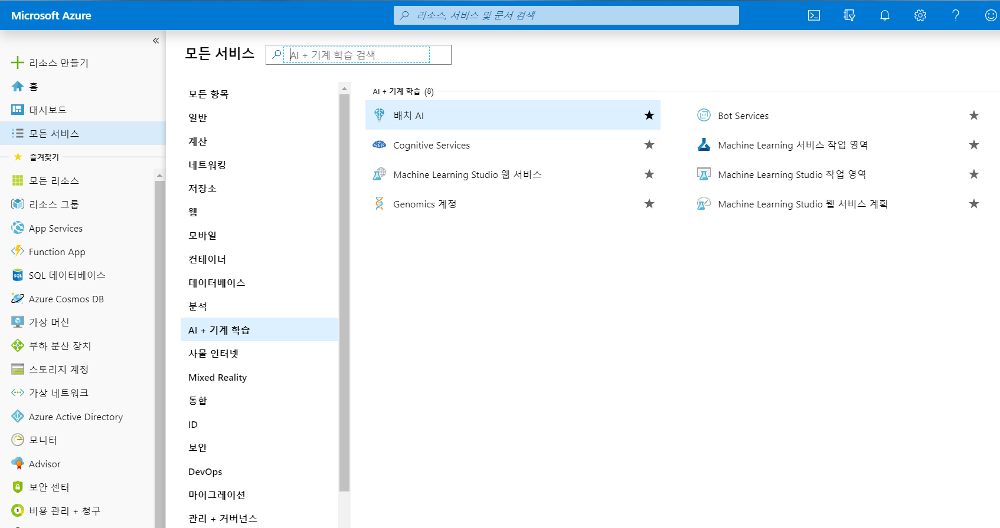 Microsoft Azure
리소스, 서비스 및 문서 검색
«
리소스 만들기
홈
대시보드
모든 서비스
즐겨찾기
모든 리소스
리소스 그룹
App Services
Function App
SQL 데이터베이스
Azure Cosmos DB
가상 머신
부하 분산 장치
스토리지 계정
가상 네트워크
Azure Active Directory
모니터
Advisor
보안 센터
비용 관리 + 청구
모든 서비스
AI + 기계 학습 검색
모든 항목
일반
계산
네트워킹
저장소
웹
모바일
컨테이너
데이터베이스
분석
AI + 기계 학습
사물 인터넷
Mixed Reality
통합
ID
보안
DevOps
마이그레이션
관리 + 거버넌스
AI + 기계 학습 (8)
배치 AI
Bot Services
Cognitive Services
Machine Learning 서비스 작업 영역
Machine Learning Studio 웹 서비스
Machine Learning Studio 작업 영역
Genomics 계정
Machine Learning Studio 웹 서비스 계획